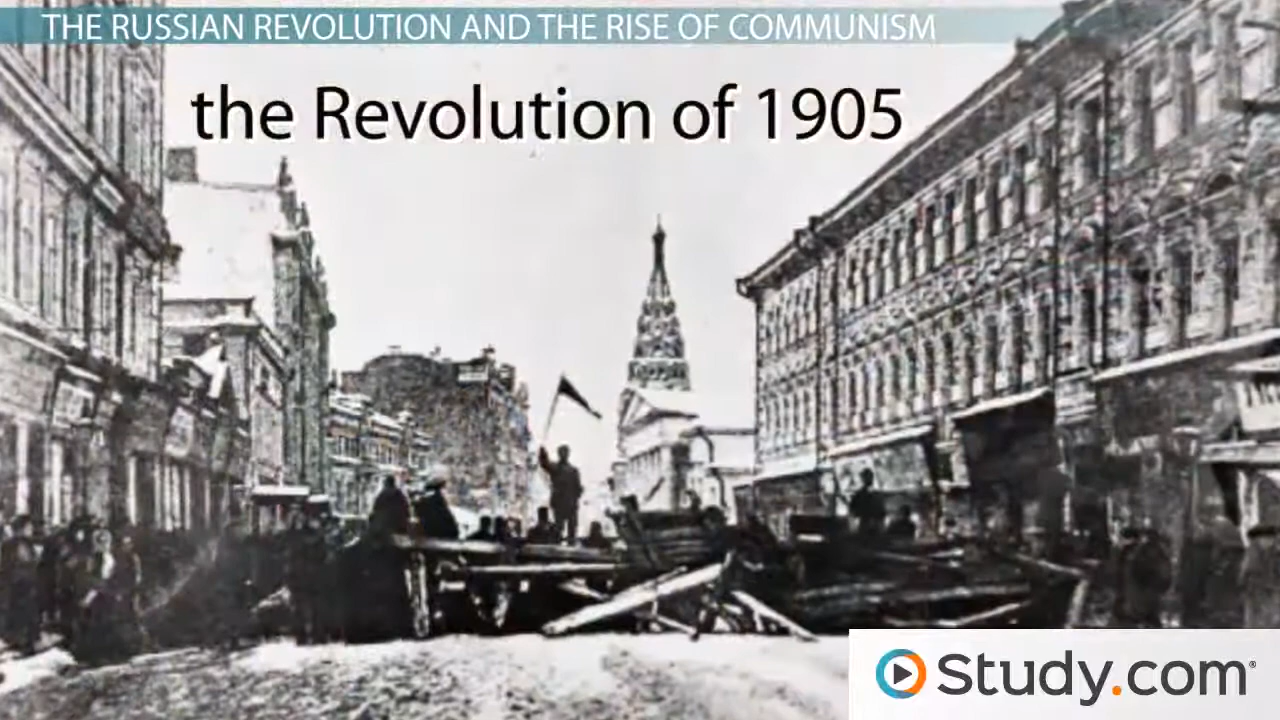 THE RUSSIAN REVOLUTION AND THE RISE OF COMMUNISM
the Revolution of 1905
Study.com®